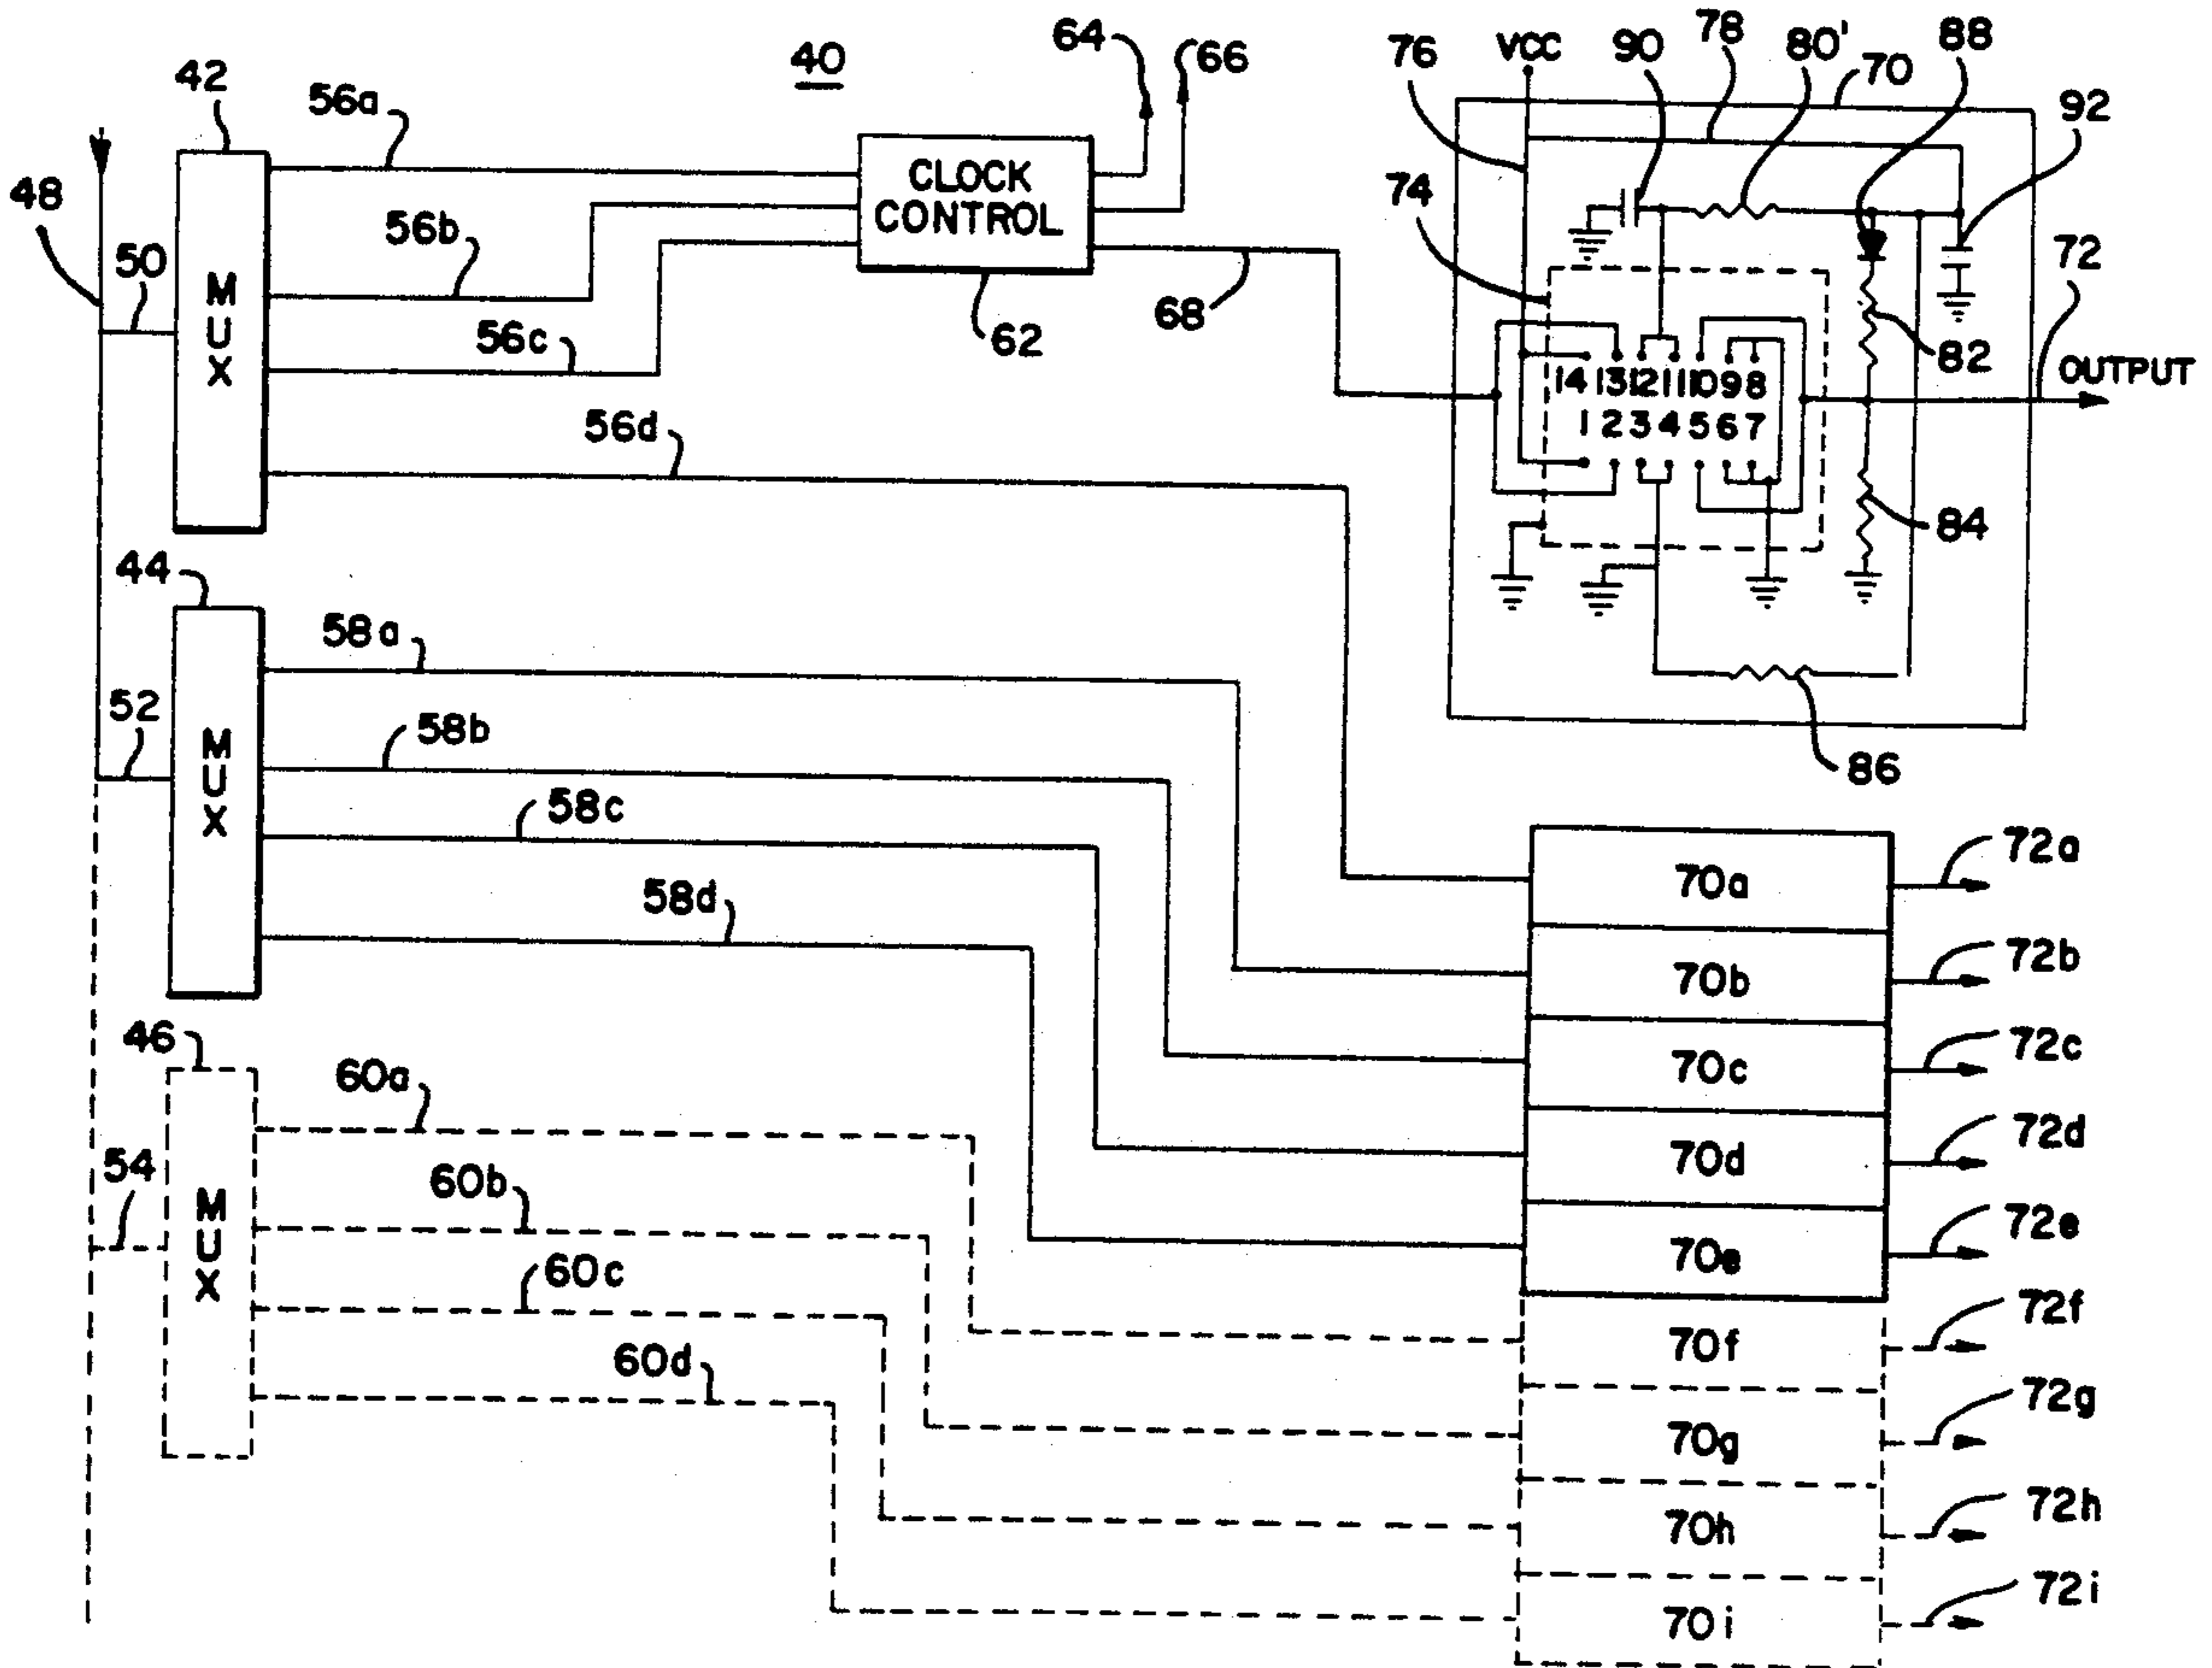 40
42
48
50
MUX
56a
56b
56c
56d
CLOCK
CONTROL
62
64
66
68
VCC
76
90
78
80'
88
70
92
74
72
OUTPUT
82
84
86
14 13 12 11 10 9 8
1 2 3 4 5 6 7
44
52
MUX
58a
58b
58c
58d
70a
72a
70b
72b
70c
72c
70d
72d
70e
72e
46
54
MUX
60a
60b
60c
60d
70f
72f
70g
72g
70h
72h
70i
72i